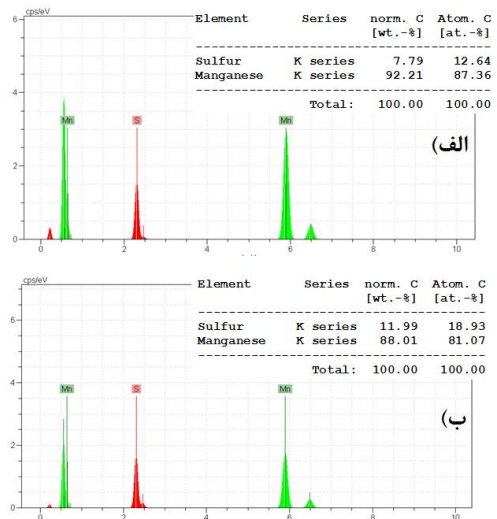 cps/eV
Element Series norm. C Atom. C
[wt.-%] [at.-%]
Sulfur K series 7.79 12.64
Manganese K series 92.21 87.36
Total: 100.00 100.00
6
4
2
0
Mn S Mn
الف)
0 2 4 6 8 10
cps/eV
Element Series norm. C Atom. C
[wt.-%] [at.-%]
Sulfur K series 11.99 18.93
Manganese K series 88.01 81.07
Total: 100.00 100.00
6
4
2
0
Mn S Mn
ب)
0 2 4 6 8 10